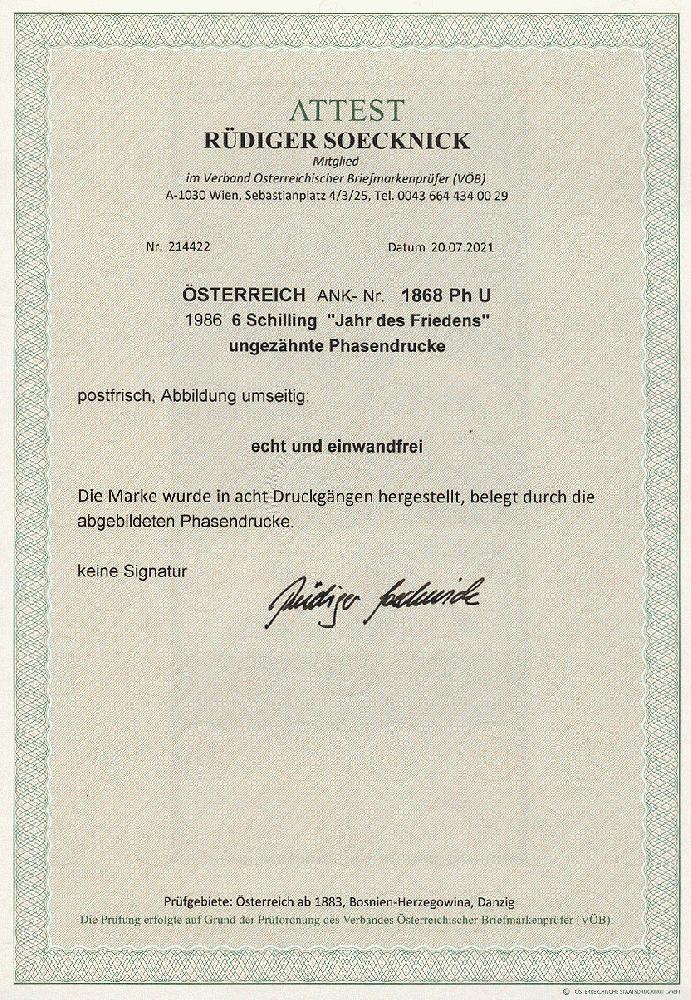 ATTEST
RÜDIGER SOECKNICK
Mitglied
im Verband Österreichischer Briefmarkenprüfer (VÖB)
A-1030 Wien, Sebastianplatz 4/3/25, Tel. 0043 664 434 00 29
Nr. 214422 Datum 20.07.2021
ÖSTERREICH ANK- Nr. 1868 Ph U
1986 6 Schilling "Jahr des Friedens"
ungezähnte Phasendrucke
postfrisch, Abbildung umseitig.
echt und einwandfrei
Die Marke wurde in acht Druckgängen hergestellt, belegt durch die
abgebildeten Phasendrucke.
keine Signatur
Rüdiger Soecknick
Prüfgebiete: Österreich ab 1883, Bosnien-Herzegowina, Danzig
Die Prüfung erfolgte auf Grund der Prüfordnung des Verbandes Österreichischer Briefmarkenprüfer (VÖB)
© ÖSTERREICHISCHE STAATSDRUCKEREI GMBH